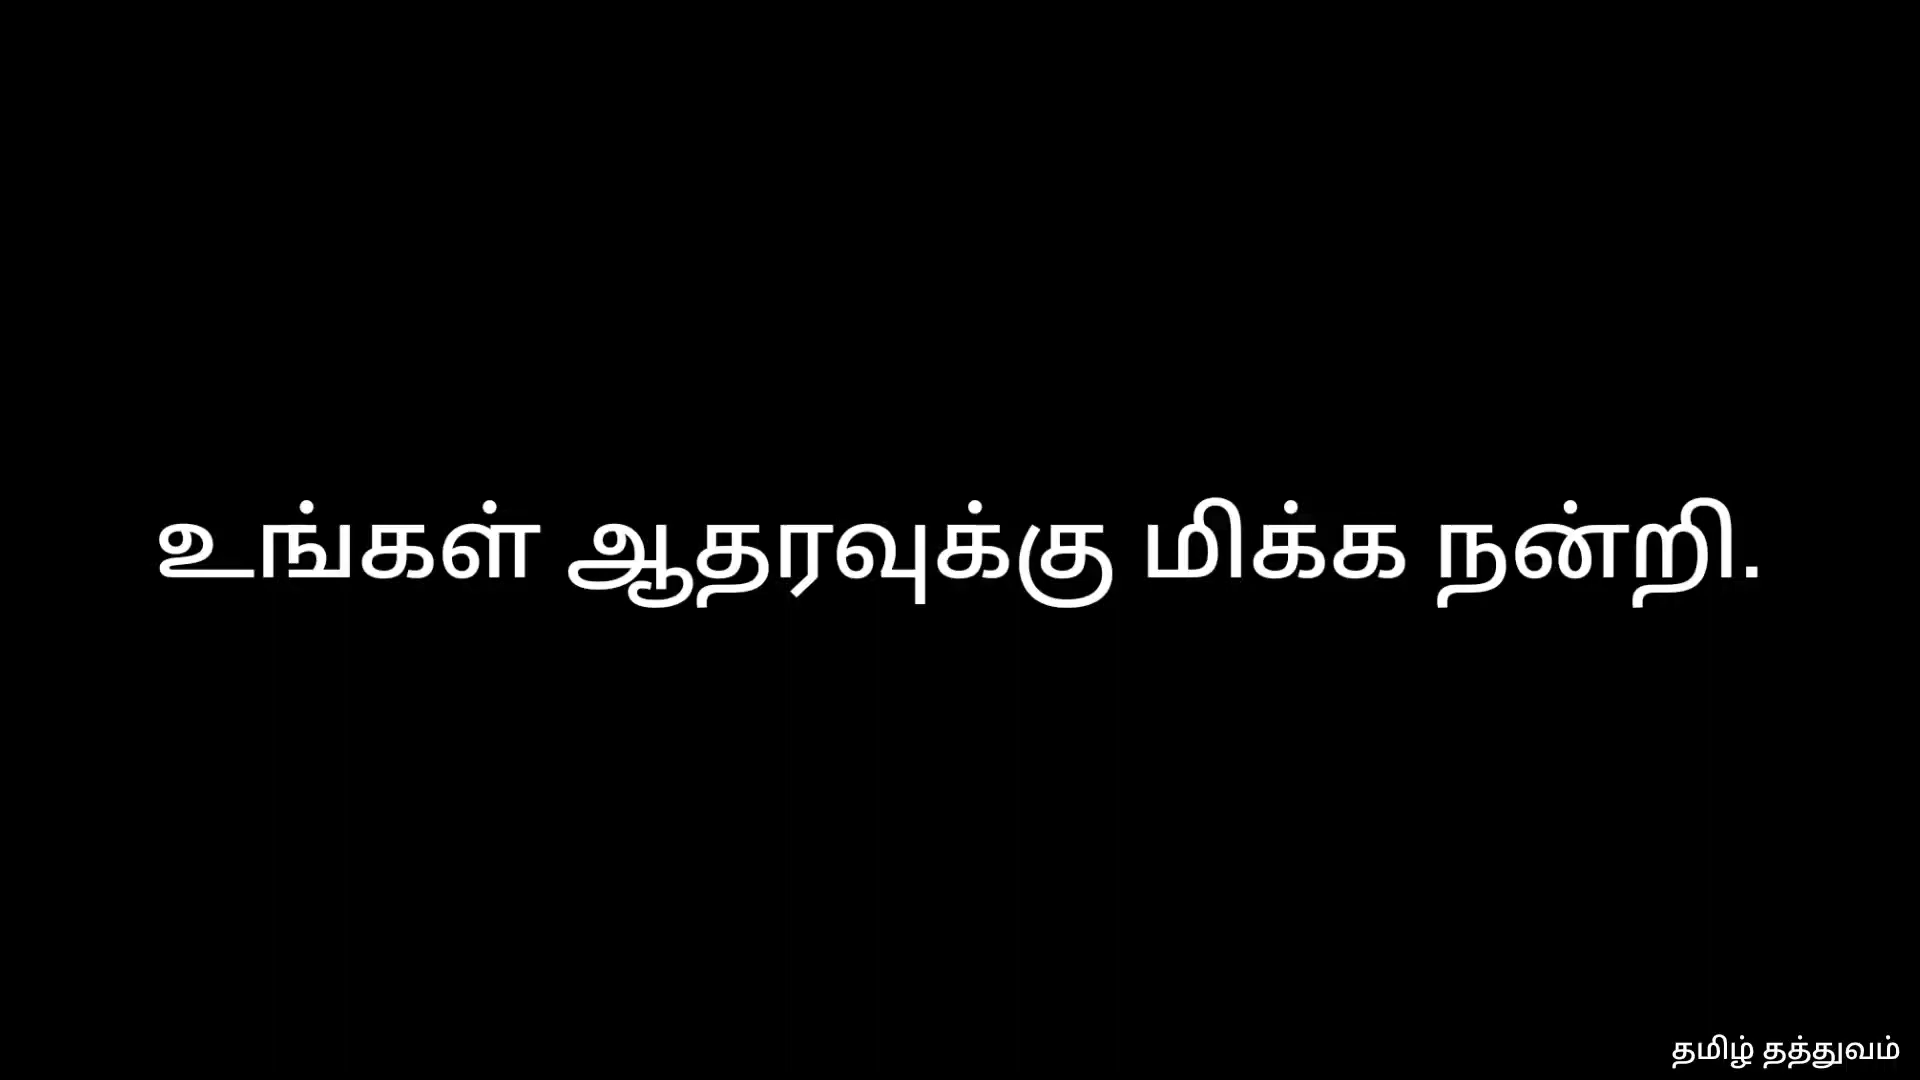 உங்கள் ஆதரவுக்கு மிக்க நன்றி.
தமிழ் தத்துவம்